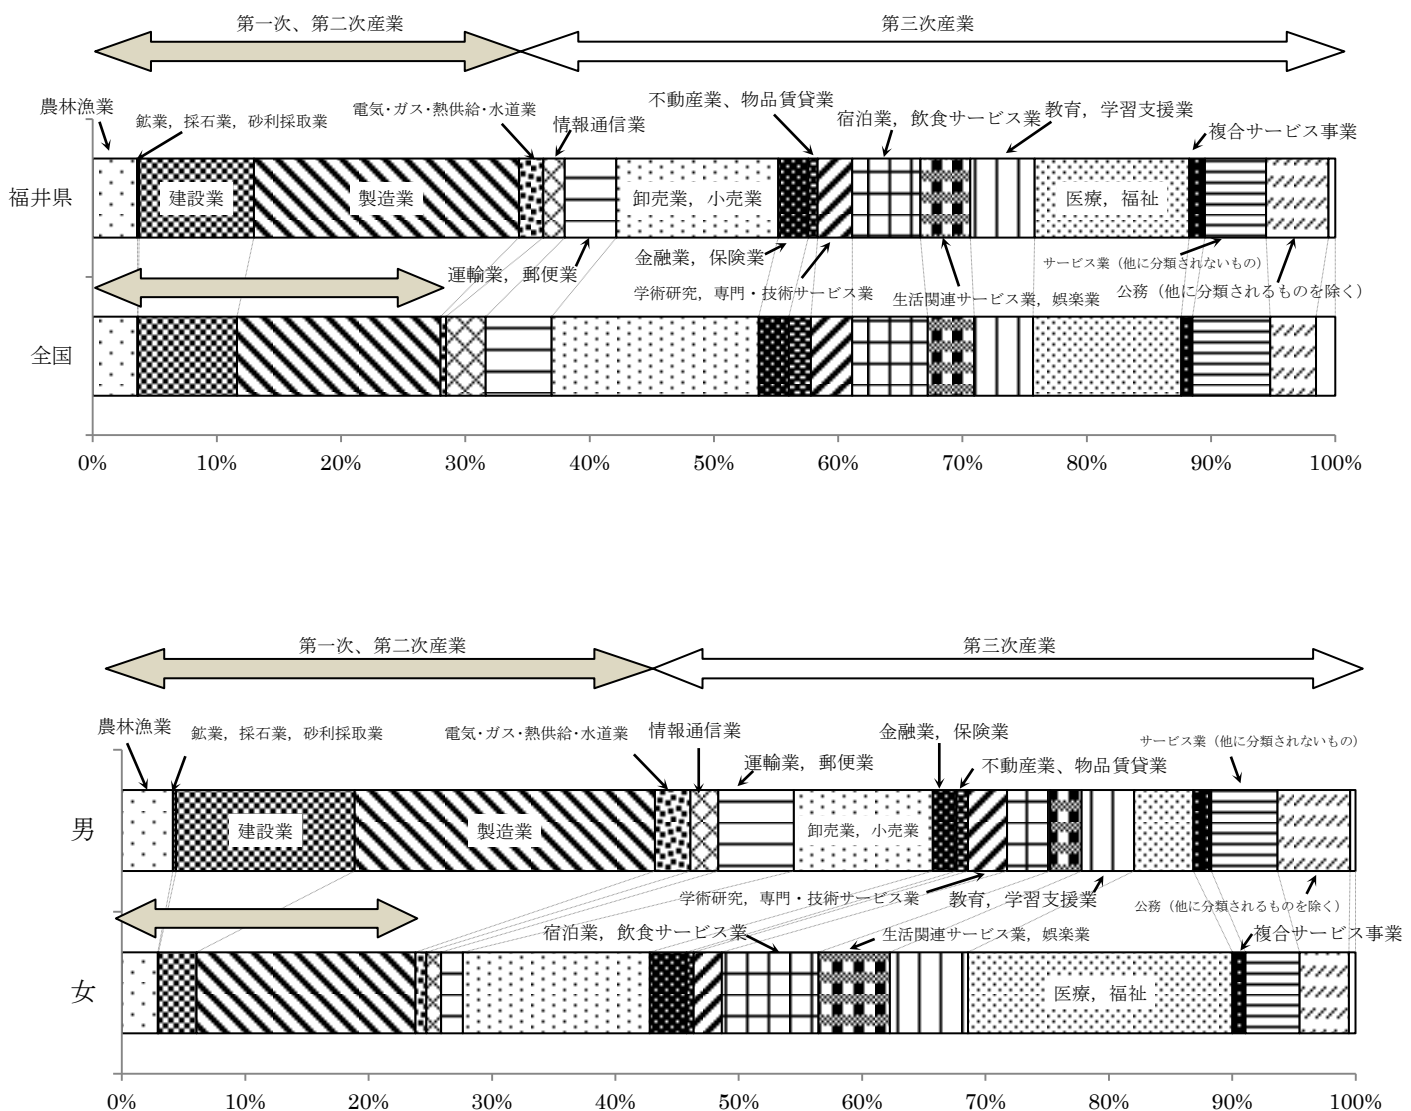 第一次、第二次産業 第三次産業
農林漁業
鉱業，採石業，砂利採取業
電気･ガス･熱供給･水道業
情報通信業
不動産業、物品賃貸業
宿泊業，飲食サービス業
教育，学習支援業
複合サービス事業
福井県 建設業 製造業 卸売業，小売業 医療，福祉
運輸業，郵便業
金融業，保険業
学術研究，専門・技術サービス業
生活関連サービス業，娯楽業
サービス業（他に分類されないもの）
公務（他に分類されるものを除く）
全国
0% 10% 20% 30% 40% 50% 60% 70% 80% 90% 100%
第一次、第二次産業 第三次産業
農林漁業
鉱業，採石業，砂利採取業
電気･ガス･熱供給･水道業
情報通信業
運輸業，郵便業
金融業，保険業
不動産業、物品賃貸業
サービス業（他に分類されないもの）
男 建設業 製造業 卸売業，小売業
学術研究，専門・技術サービス業
教育，学習支援業
公務（他に分類されるものを除く）
宿泊業，飲食サービス業
生活関連サービス業，娯楽業
複合サービス事業
女 医療，福祉
0% 10% 20% 30% 40% 50% 60% 70% 80% 90% 100%